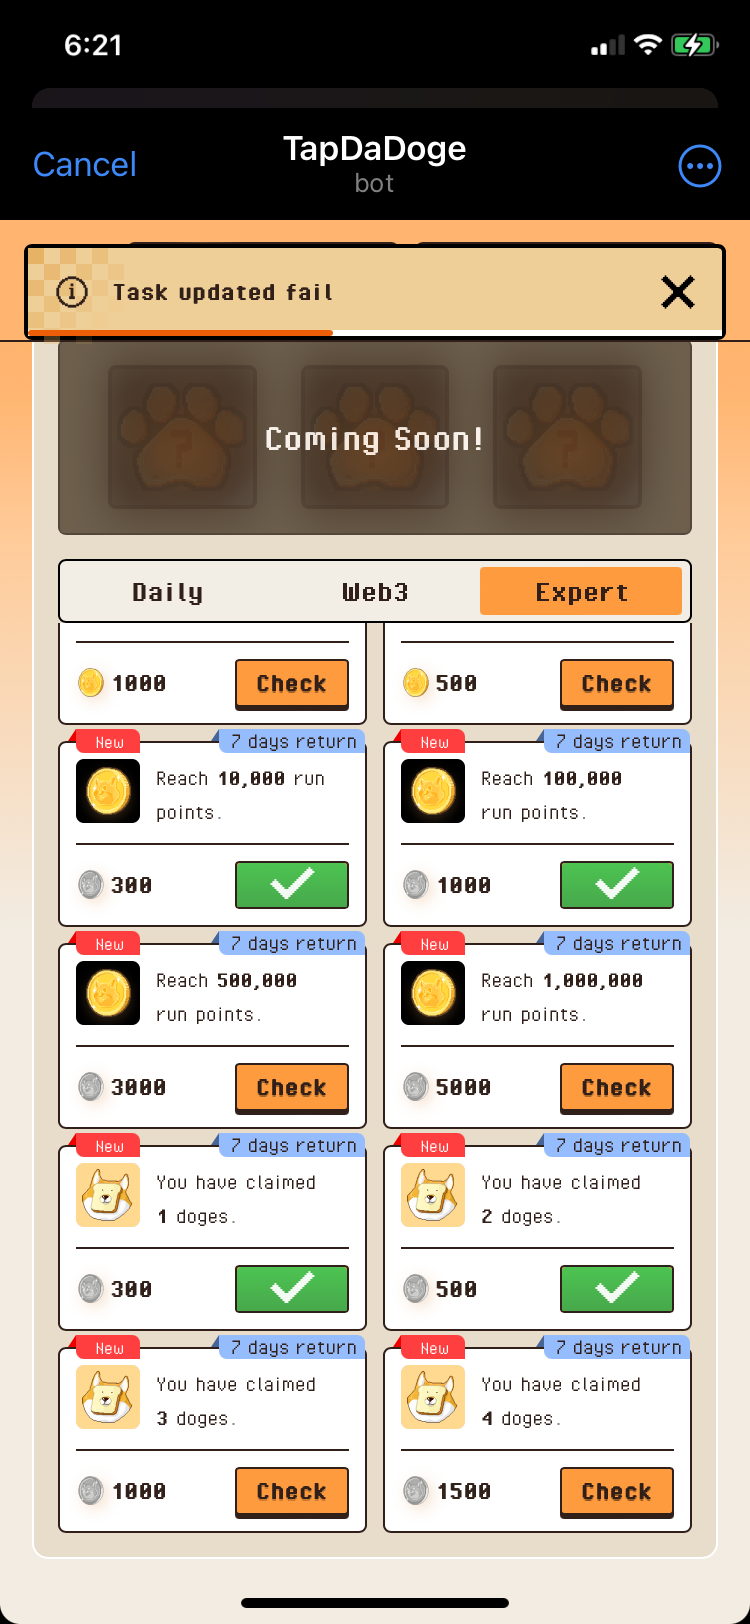 6:21
Cancel
TapDaDoge
bot
Task updated fail
? ? ?
Coming Soon!
Daily Web3 Expert
1000 Check
500 Check
New 7 days return
Reach 10,000 run
points.
300
New 7 days return
Reach 100,000
run points.
1000
New 7 days return
Reach 500,000
run points.
3000 Check
New 7 days return
Reach 1,000,000
run points.
5000 Check
New 7 days return
You have claimed
1 doges.
300
New 7 days return
You have claimed
2 doges.
500
New 7 days return
You have claimed
3 doges.
1000 Check
New 7 days return
You have claimed
4 doges.
1500 Check